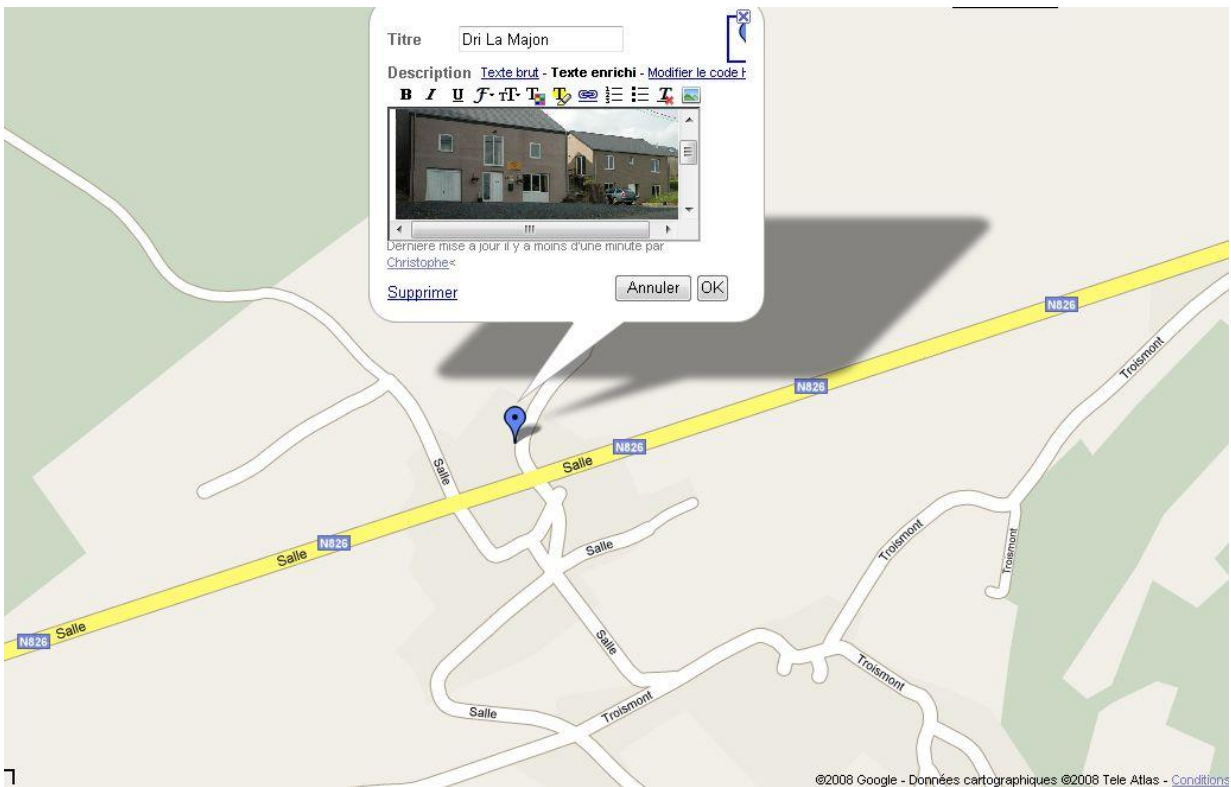 Titre Dri La Majon
Description Texte brut - Texte enrichi - Modifier le code H
B I U
Dernière mise à jour il y a moins d'une minute par
Christophe«
Supprimer Annuler OK
N826
Troismont
N826
Salle
N826
Salle
Salle
N826
Salle
Troismont
Troismont
N826
Salle
Salle
Troismont
Salle
Troismont
©2008 Google - Données cartographiques ©2008 Tele Atlas - Conditions